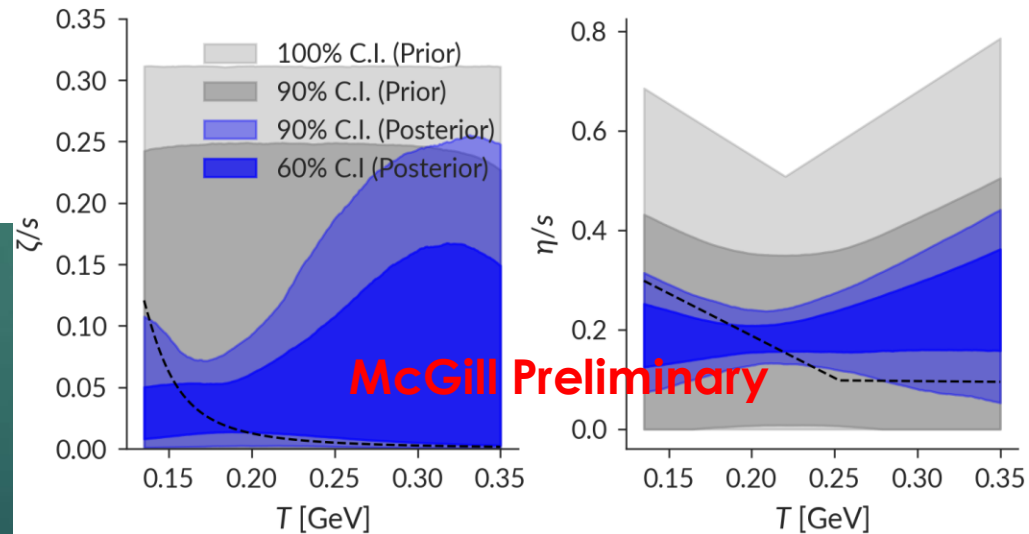 0.35
0.30
0.25
0.20
0.15
0.10
0.05
0.00
ζ/s
100% C.I. (Prior)
90% C.I. (Prior)
90% C.I. (Posterior)
60% C.I (Posterior)
0.15 0.20 0.25 0.30 0.35
T [GeV]
0.8
0.6
0.4
0.2
0.0
η/s
0.15 0.20 0.25 0.30 0.35
T [GeV]
McGill Preliminary